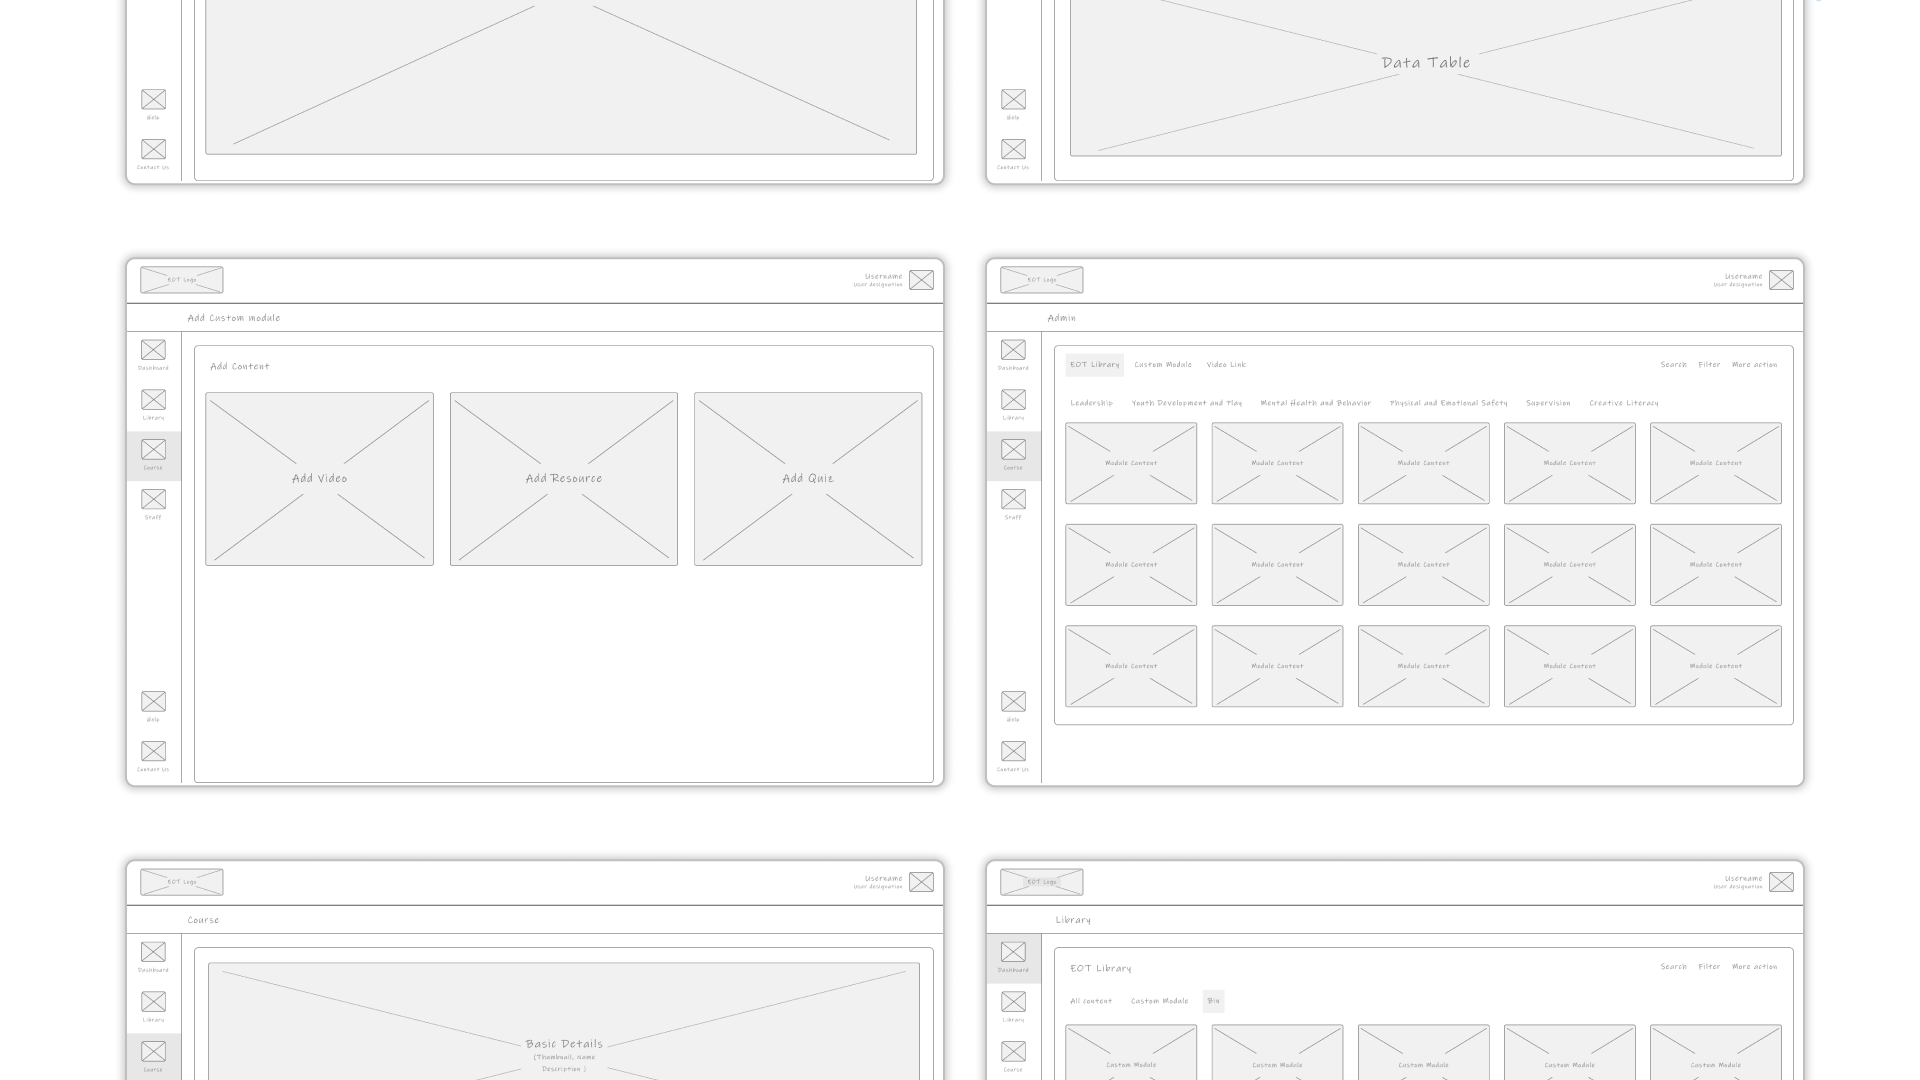 Help
Contact Us
Data Table
Help
Contact Us
EOT Logo
Username
User designation
Add Custom module
Dashboard
Library
Course
Staff
Help
Contact Us
Add Content
Add Video
Add Resource
Add Quiz
EOT Logo
Username
User designation
Admin
Dashboard
Library
Course
Staff
Help
Contact Us
EOT Library Custom Module Video Link Search Filter More action
Leadership Youth Development and Play Mental Health and Behavior Physical and Emotional Safety Supervision Creative Literacy
Module Content Module Content Module Content Module Content Module Content
Module Content Module Content Module Content Module Content Module Content
Module Content Module Content Module Content Module Content Module Content
EOT Logo
Username
User designation
Course
Dashboard
Library
Course
Basic Details
(Thumbnail, Name
Description )
EOT Logo
Username
User designation
Library
Dashboard
Library
Course
EOT Library Search Filter More action
All content Custom Module Bin
Custom Module Custom Module Custom Module Custom Module Custom Module